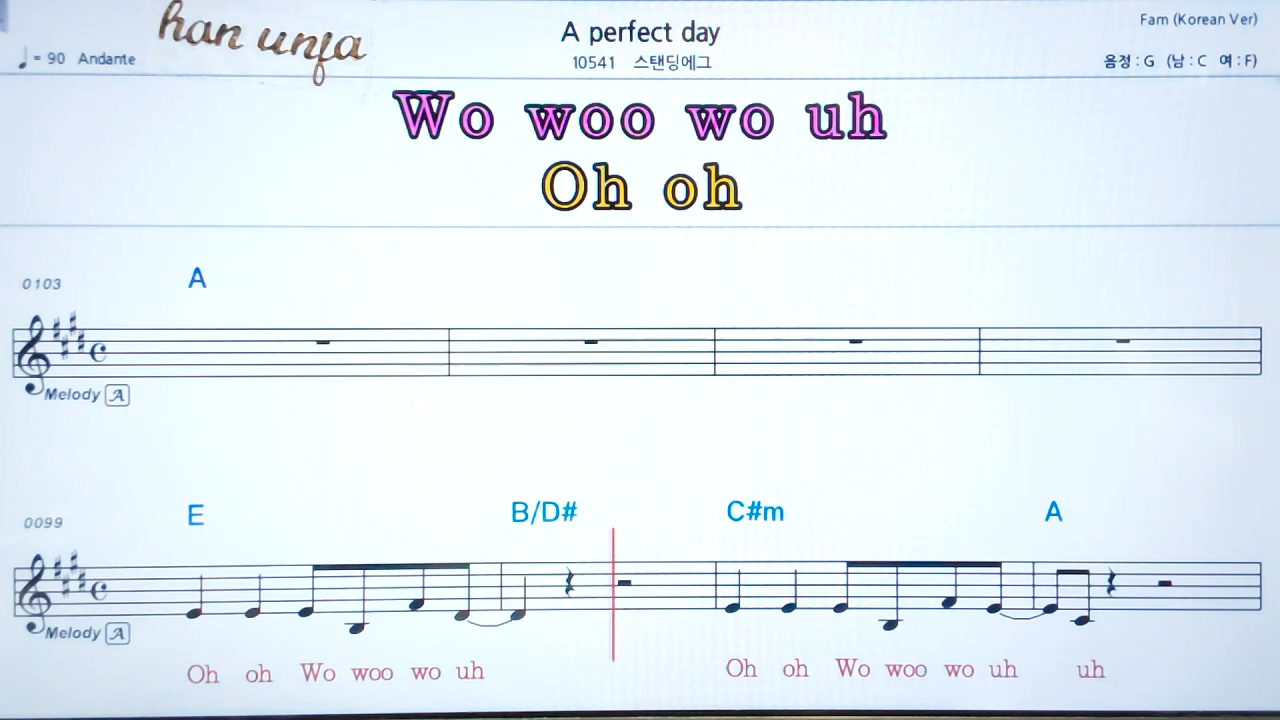 han unja
A perfect day
Fam (Korean Ver)
♩ = 90 Andante
10541 스탠딩에그
음정 : G (남 : C 여 : F)
Wo woo wo uh
Oh oh
0103
A
Melody A
0099
E B/D# C#m A
Melody A
Oh oh Wo woo wo uh Oh oh Wo woo wo uh uh